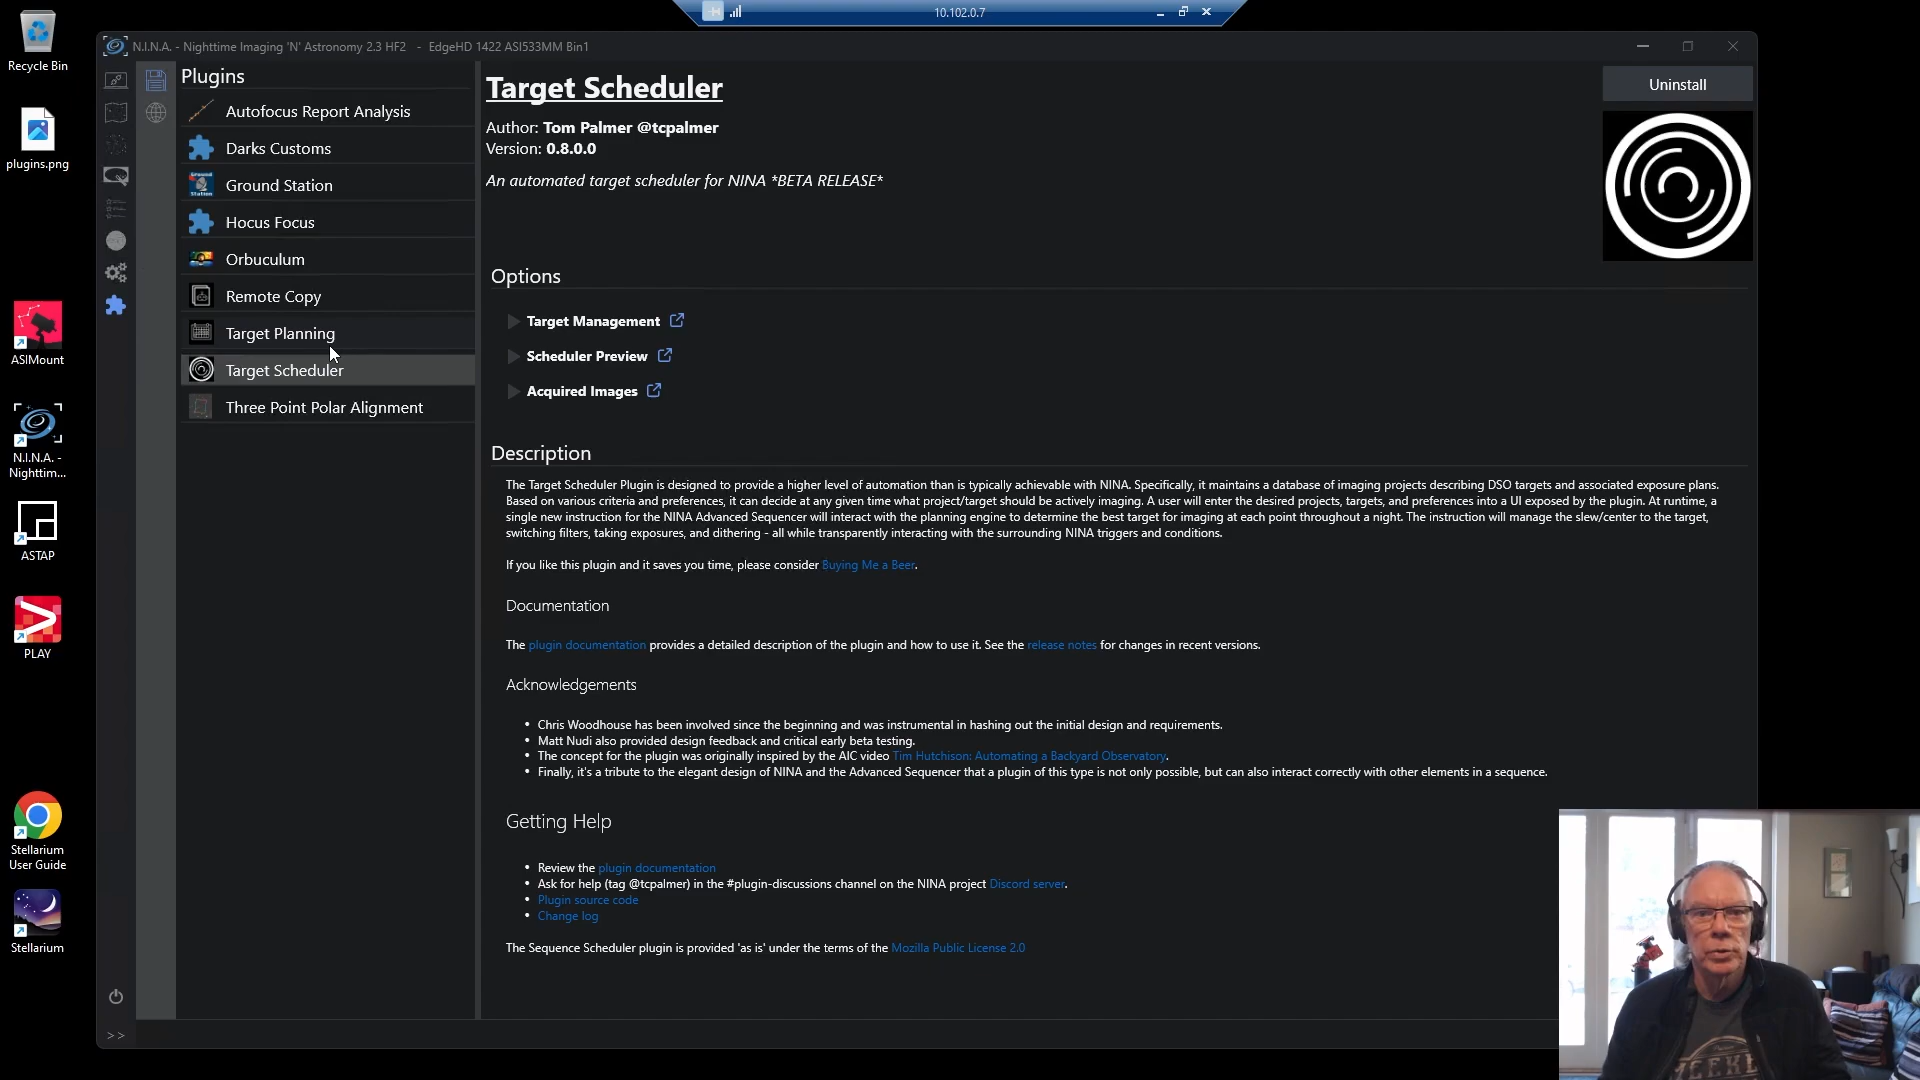 10.102.0.7
Recycle Bin
plugins.png
ASIMount
N.I.N.A. -
Nighttim...
ASTAP
PLAY
Stellarium
User Guide
Stellarium
N.I.N.A. - Nighttime Imaging 'N' Astronomy 2.3 HF2 - EdgeHD 1422 ASI533MM Bin1
Plugins
Autofocus Report Analysis
Darks Customs
Ground Station
Hocus Focus
Orbuculum
Remote Copy
Target Planning
Target Scheduler
Three Point Polar Alignment
>>
Target Scheduler
Uninstall
Author: Tom Palmer @tcpalmer
Version: 0.8.0.0
An automated target scheduler for NINA *BETA RELEASE*
Options
Target Management
Scheduler Preview
Acquired Images
Description
The Target Scheduler Plugin is designed to provide a higher level of automation than is typically achievable with NINA. Specifically, it maintains a database of imaging projects describing DSO targets and associated exposure plans.
Based on various criteria and preferences, it can decide at any given time what project/target should be actively imaging. A user will enter the desired projects, targets, and preferences into a UI exposed by the plugin. At runtime, a
single new instruction for the NINA Advanced Sequencer will interact with the planning engine to determine the best target for imaging at each point throughout a night. The instruction will manage the slew/center to the target,
switching filters, taking exposures, and dithering - all while transparently interacting with the surrounding NINA triggers and conditions.
If you like this plugin and it saves you time, please consider Buying Me a Beer.
Documentation
The plugin documentation provides a detailed description of the plugin and how to use it. See the release notes for changes in recent versions.
Acknowledgements
• Chris Woodhouse has been involved since the beginning and was instrumental in hashing out the initial design and requirements.
• Matt Nudi also provided design feedback and critical early beta testing.
• The concept for the plugin was originally inspired by the AIC video Tim Hutchison: Automating a Backyard Observatory.
• Finally, it's a tribute to the elegant design of NINA and the Advanced Sequencer that a plugin of this type is not only possible, but can also interact correctly with other elements in a sequence.
Getting Help
• Review the plugin documentation
• Ask for help (tag @tcpalmer) in the #plugin-discussions channel on the NINA project Discord server.
• Plugin source code
• Change log
The Sequence Scheduler plugin is provided 'as is' under the terms of the Mozilla Public License 2.0